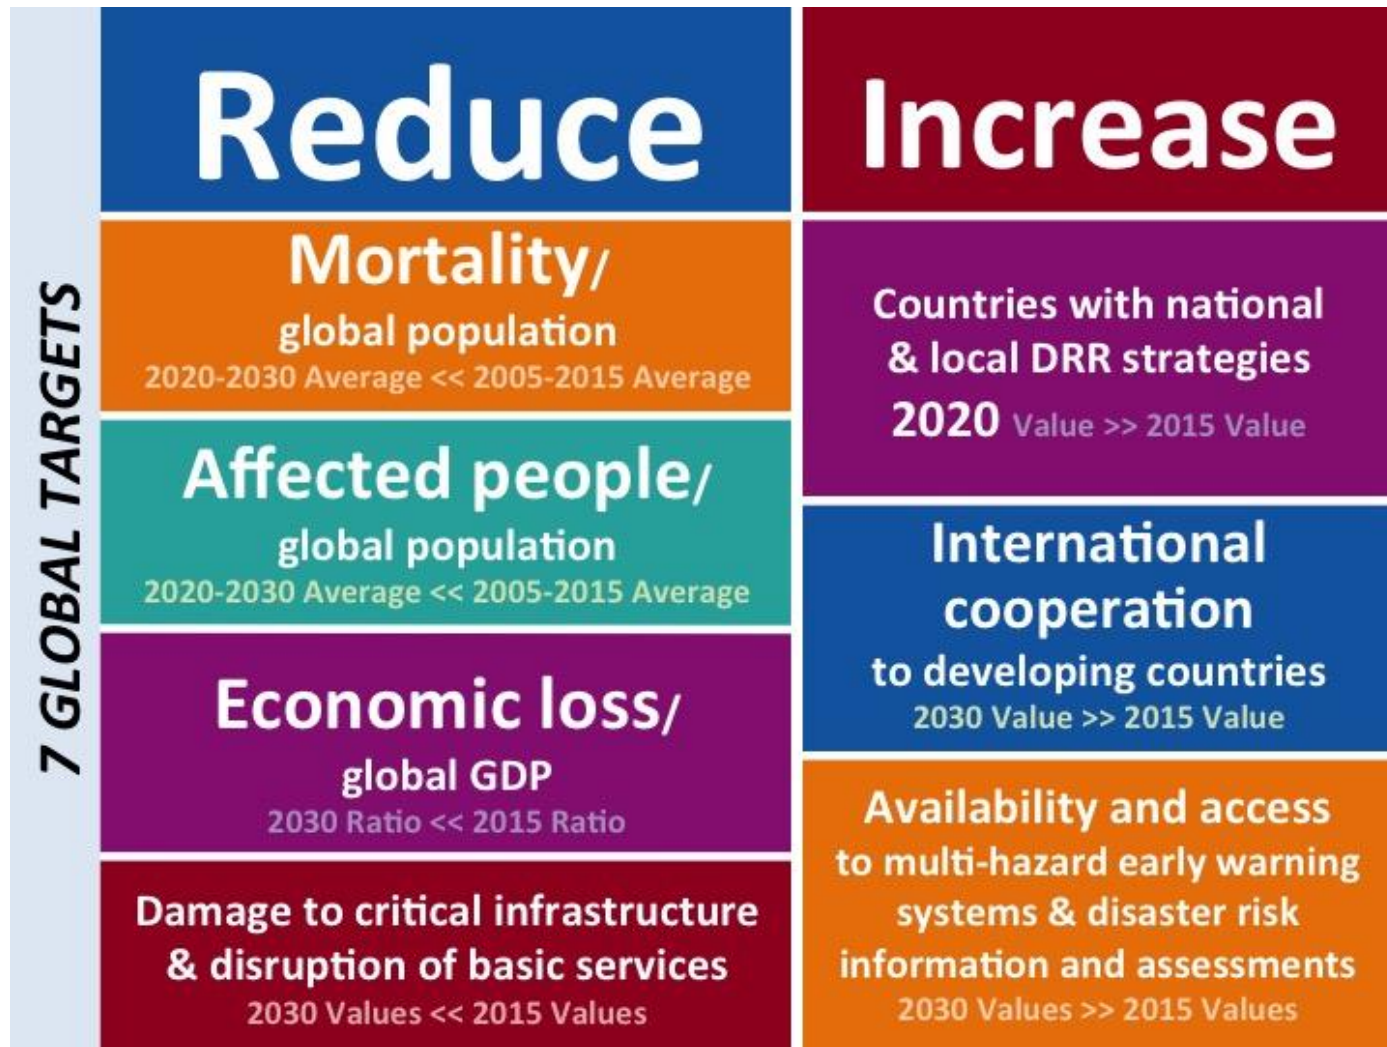 7 GLOBAL TARGETS
Reduce
Mortality/
global population
2020-2030 Average << 2005-2015 Average
Affected people/
global population
2020-2030 Average << 2005-2015 Average
Economic loss/
global GDP
2030 Ratio << 2015 Ratio
Damage to critical infrastructure
& disruption of basic services
2030 Values << 2015 Values
Increase
Countries with national
& local DRR strategies
2020 Value >> 2015 Value
International
cooperation
to developing countries
2030 Value >> 2015 Value
Availability and access
to multi-hazard early warning
systems & disaster risk
information and assessments
2030 Values >> 2015 Values